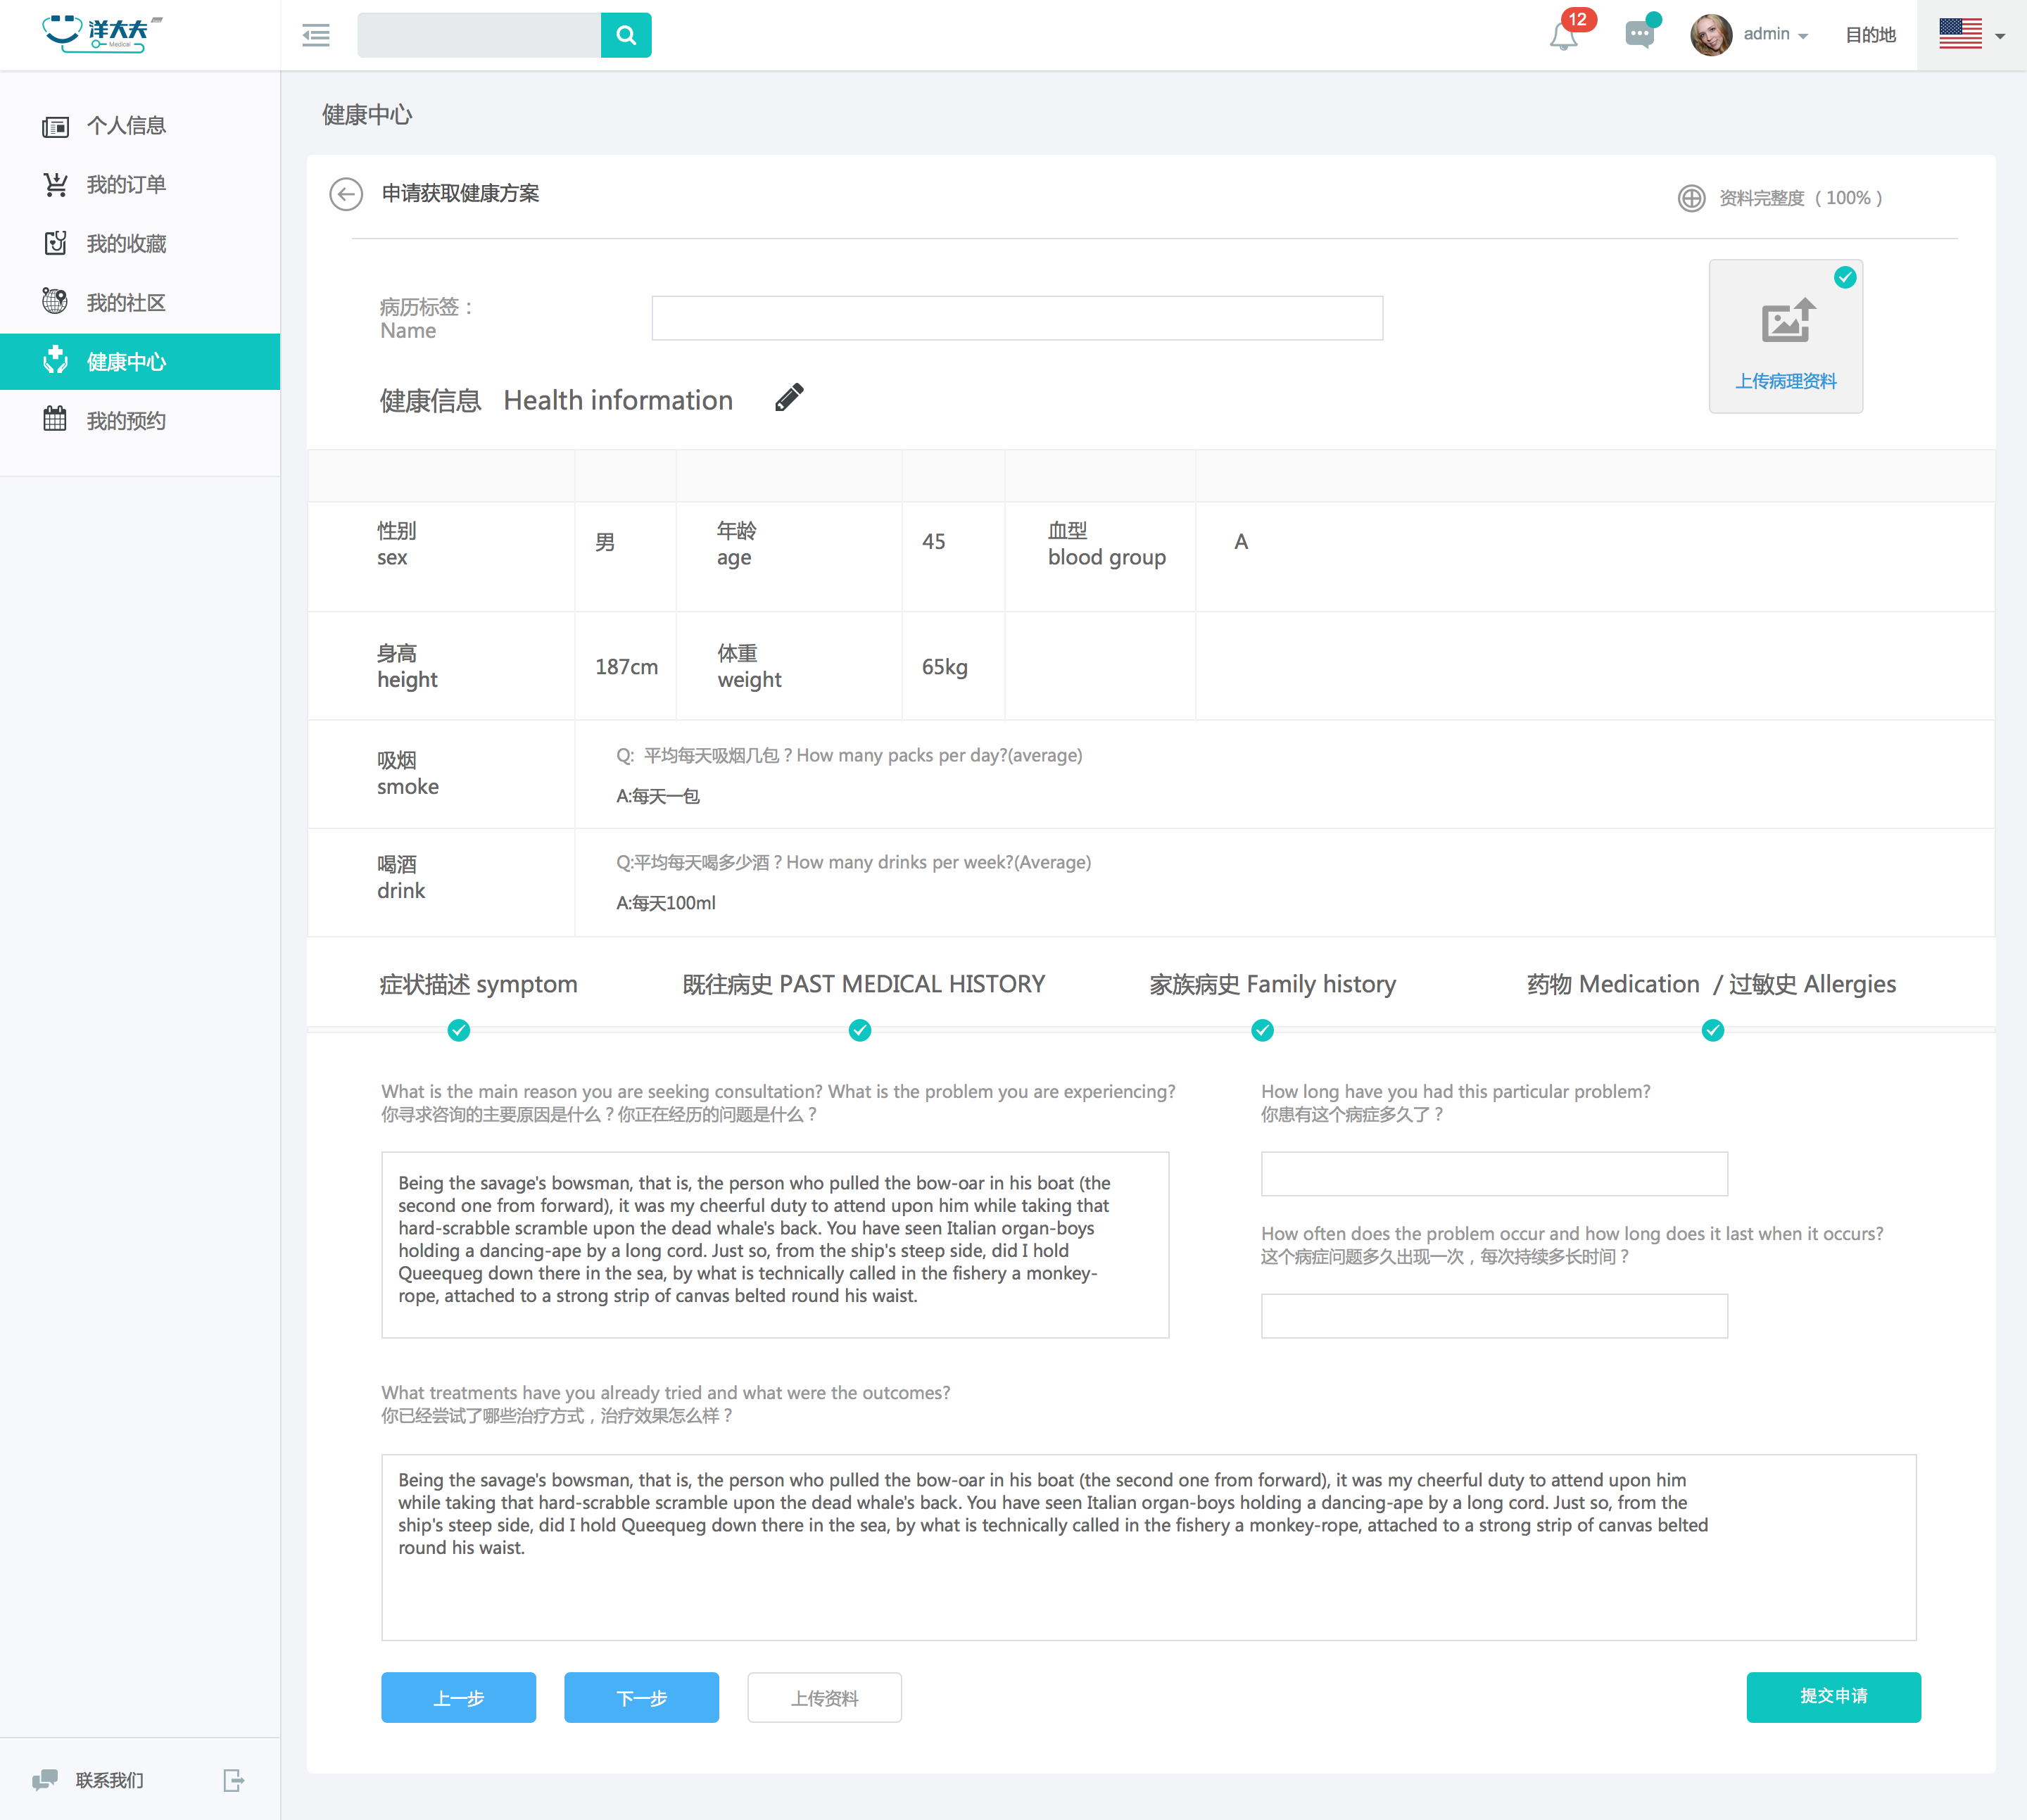 洋大夫
Medical
12
admin
目的地
个人信息
我的订单
我的收藏
我的社区
健康中心
我的预约
联系我们
健康中心
申请获取健康方案
资料完整度（100%）
病历标签：
Name
上传病理资料
健康信息 Health information
性别
sex
男
年龄
age
45
血型
blood group
A
身高
height
187cm
体重
weight
65kg
吸烟
smoke
Q: 平均每天吸烟几包？How many packs per day?(average)
A:每天一包
喝酒
drink
Q:平均每天喝多少酒？How many drinks per week?(Average)
A:每天100ml
症状描述 symptom
既往病史 PAST MEDICAL HISTORY
家族病史 Family history
药物 Medication / 过敏史 Allergies
What is the main reason you are seeking consultation? What is the problem you are experiencing?
你寻求咨询的主要原因是什么？你正在经历的问题是什么？
Being the savage's bowsman, that is, the person who pulled the bow-oar in his boat (the
second one from forward), it was my cheerful duty to attend upon him while taking that
hard-scrabble scramble upon the dead whale's back. You have seen Italian organ-boys
holding a dancing-ape by a long cord. Just so, from the ship's steep side, did I hold
Queequeg down there in the sea, by what is technically called in the fishery a monkey-
rope, attached to a strong strip of canvas belted round his waist.
How long have you had this particular problem?
你患有这个病症多久了？
How often does the problem occur and how long does it last when it occurs?
这个病症问题多久出现一次，每次持续多长时间？
What treatments have you already tried and what were the outcomes?
你已经尝试了哪些治疗方式，治疗效果怎么样？
Being the savage's bowsman, that is, the person who pulled the bow-oar in his boat (the second one from forward), it was my cheerful duty to attend upon him
while taking that hard-scrabble scramble upon the dead whale's back. You have seen Italian organ-boys holding a dancing-ape by a long cord. Just so, from the
ship's steep side, did I hold Queequeg down there in the sea, by what is technically called in the fishery a monkey-rope, attached to a strong strip of canvas belted
round his waist.
上一步
下一步
上传资料
提交申请